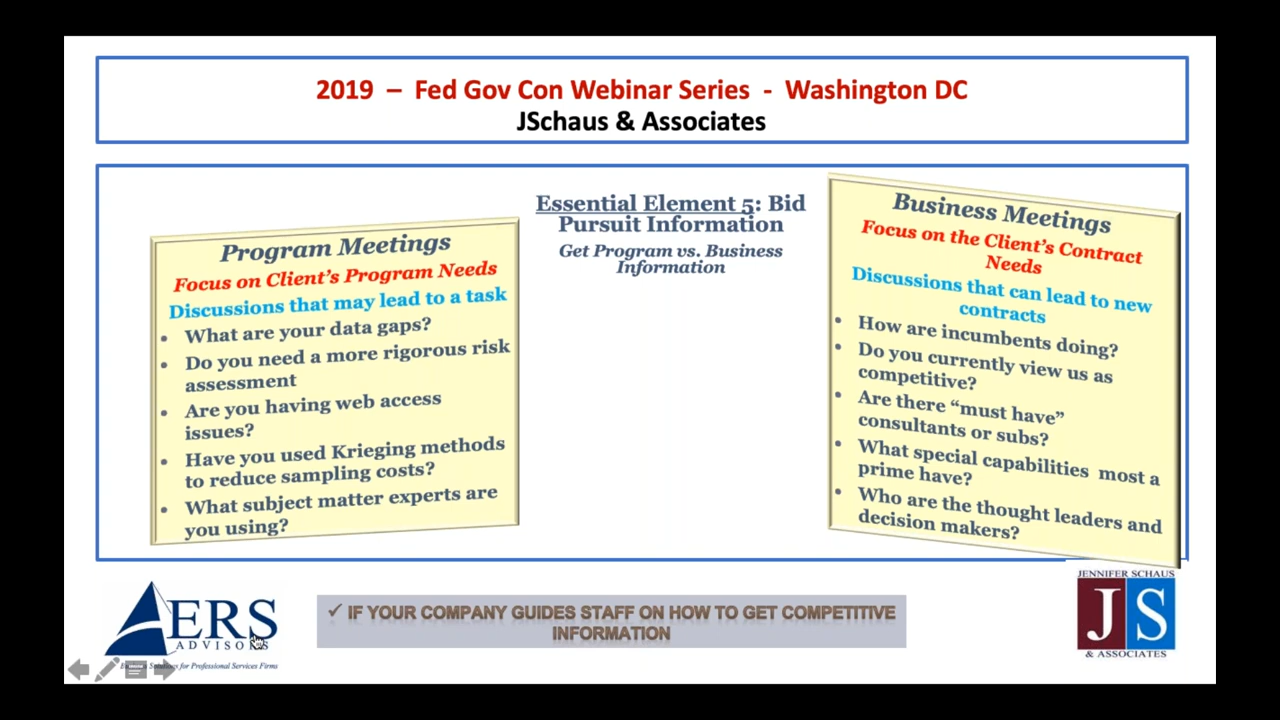 2019 – Fed Gov Con Webinar Series - Washington DC
JSchaus & Associates
Essential Element 5: Bid
Pursuit Information
Get Program vs. Business
Information
Program Meetings
Focus on Client's Program Needs
Discussions that may lead to a task
• What are your data gaps?
• Do you need a more rigorous risk
assessment
• Are you having web access
issues?
• Have you used Krieging methods
to reduce sampling costs?
• What subject matter experts are
you using?
Business Meetings
Focus on the Client's Contract
Needs
Discussions that can lead to new
contracts
• How are incumbents doing?
• Do you currently view us as
competitive?
• Are there “must have”
consultants or subs?
• What special capabilities most a
prime have?
• Who are the thought leaders and
decision makers?
AERS
ADVISORS
for Professional Services Firms
✓ IF YOUR COMPANY GUIDES STAFF ON HOW TO GET COMPETITIVE
INFORMATION
JENNIFER SCHAUS
JS
& ASSOCIATES